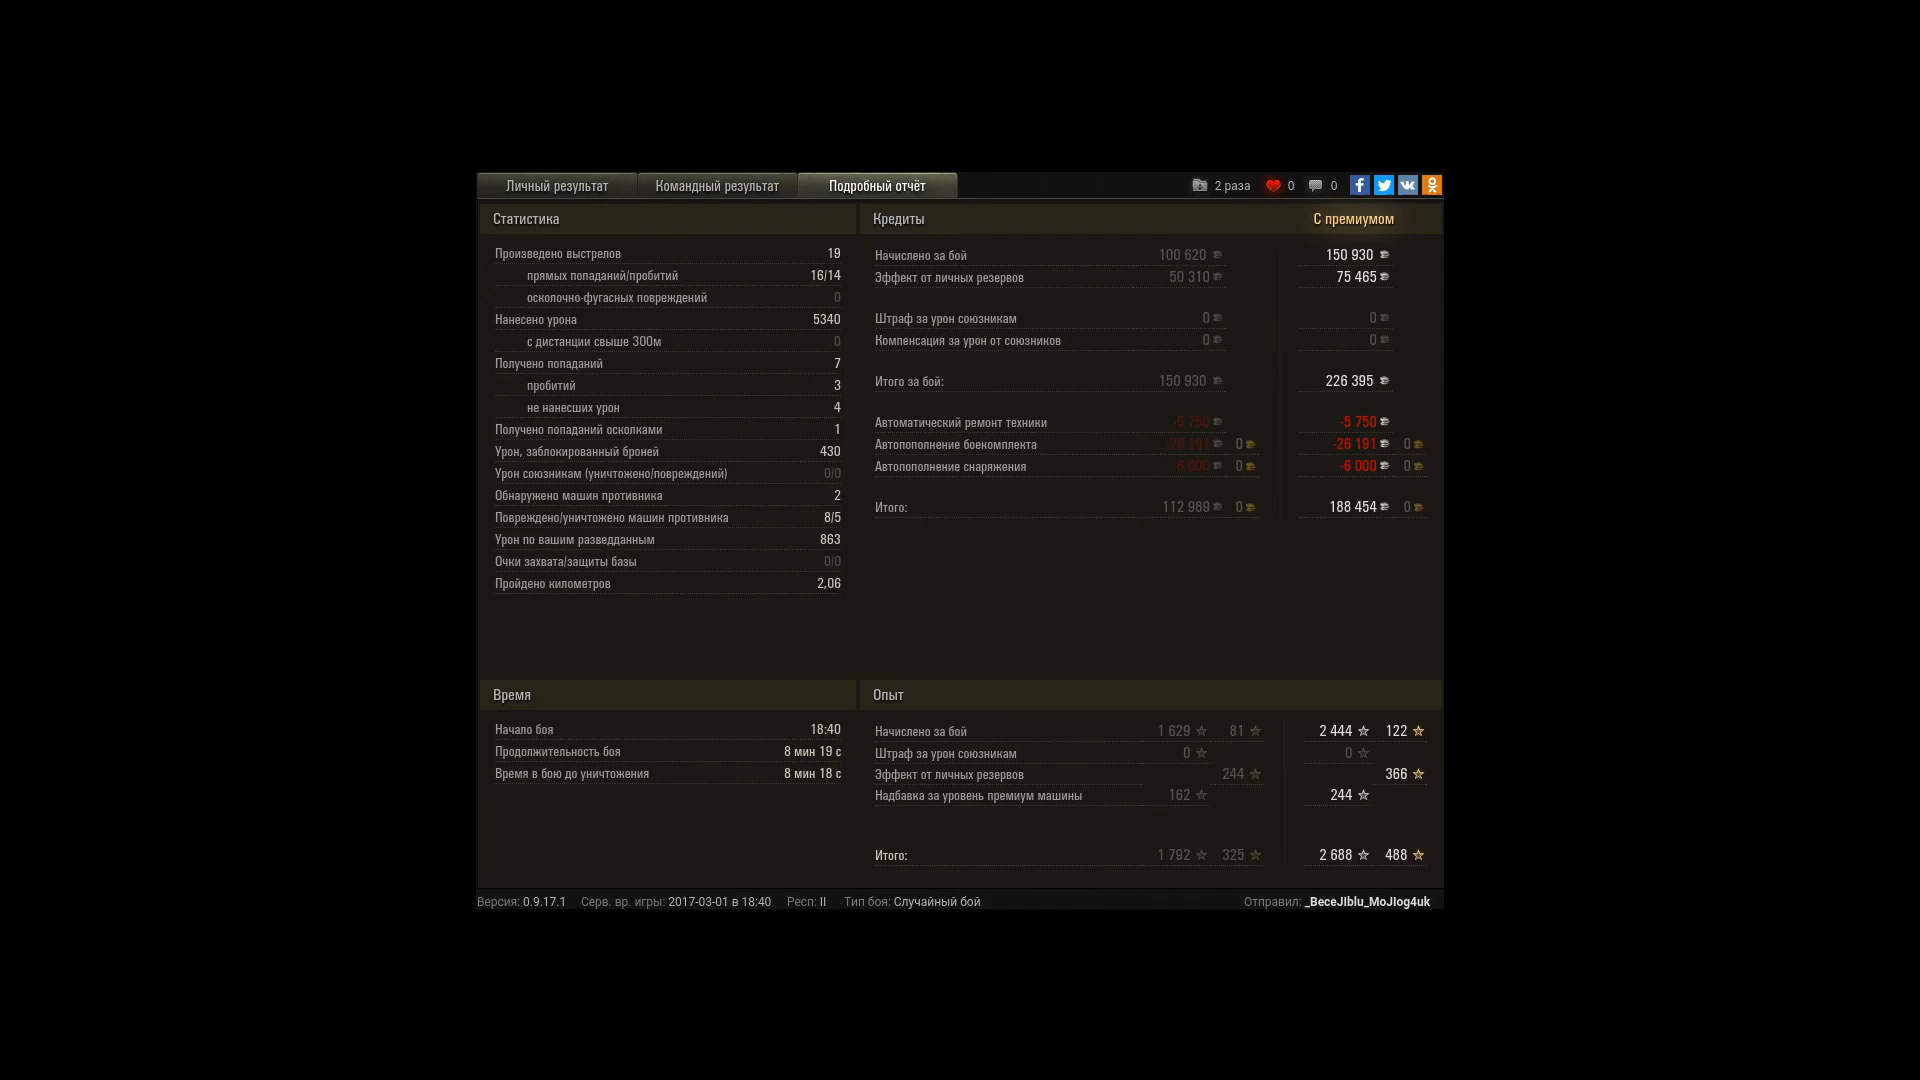 Личный результат Командный результат Подробный отчёт 2 раза 0 0
Статистика
Произведено выстрелов 19
прямых попаданий/пробитий 16/14
осколочно-фугасных повреждений 0
Нанесено урона 5340
с дистанции свыше 300м 0
Получено попаданий 7
пробитий 3
не нанесших урон 4
Получено попаданий осколками 1
Урон, заблокированный броней 430
Урон союзникам (уничтожено/повреждений) 0/0
Обнаружено машин противника 2
Повреждено/уничтожено машин противника 8/5
Урон по вашим разведданным 863
Очки захвата/защиты базы 0/0
Пройдено километров 2,06
Кредиты С премиумом
Начислено за бой 100 620 150 930
Эффект от личных резервов 50 310 75 465
Штраф за урон союзникам 0 0
Компенсация за урон от союзников 0 0
Итого за бой: 150 930 226 395
Автоматический ремонт техники -5 750 -5 750
Автопополнение боекомплекта -26 191 0 -26 191 0
Автопополнение снаряжения -6 000 0 -6 000 0
Итого: 112 989 0 188 454 0
Время
Начало боя 18:40
Продолжительность боя 8 мин 19 с
Время в бою до уничтожения 8 мин 18 с
Опыт
Начислено за бой 1 629 81 2 444 122
Штраф за урон союзникам 0 0
Эффект от личных резервов 244 366
Надбавка за уровень премиум машины 162 244
Итого: 1 792 325 2 688 488
Версия: 0.9.17.1 Серв. вр. игры: 2017-03-01 в 18:40 Респ: II Тип боя: Случайный бой Отправил: _BeceJIblu_MoJIog4uk